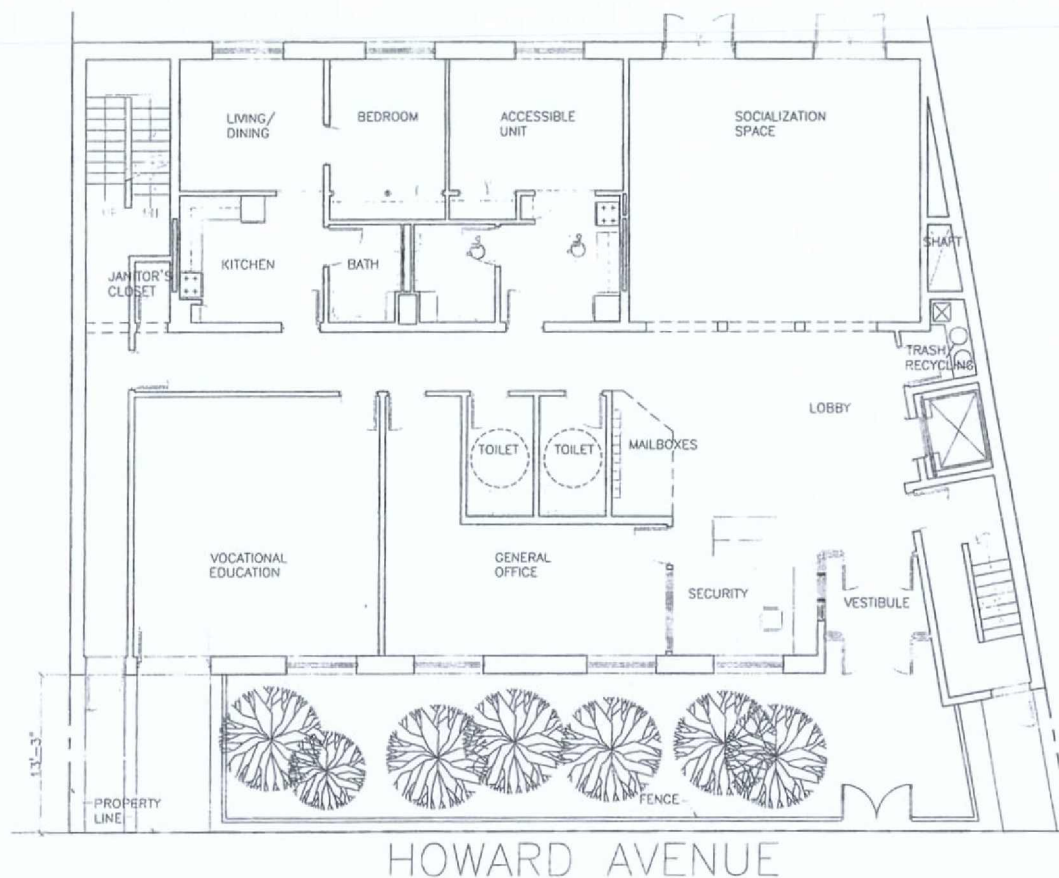 LIVING/
DINING
BEDROOM
ACCESSIBLE
UNIT
SOCIALIZATION
SPACE
SHAFT
JANITOR'S
CLOSET
KITCHEN
BATH
TRASH/
RECYCLING
LOBBY
TOILET
TOILET
MAILBOXES
VOCATIONAL
EDUCATION
GENERAL
OFFICE
SECURITY
VESTIBULE
13'-3"
PROPERTY
LINE
FENCE
HOWARD AVENUE